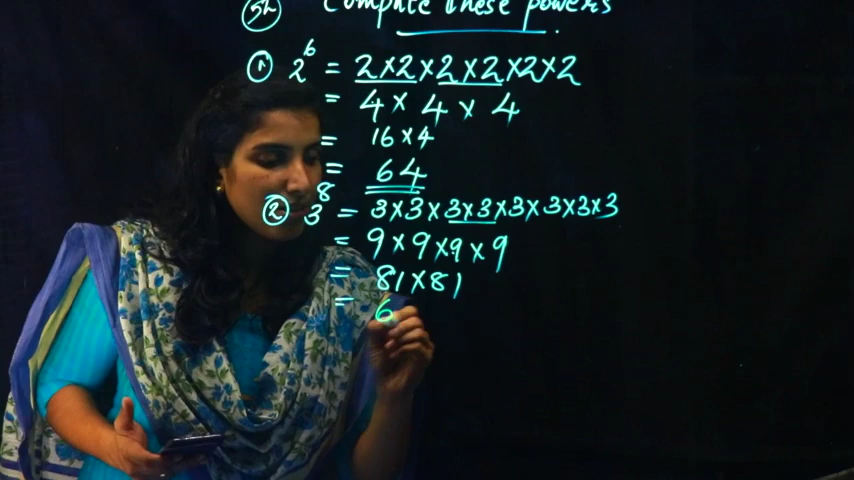 52 Compute these powers
① 2⁶ = 2×2×2×2×2×2
= 4 × 4 × 4
= 16 × 4
= 64
② 3⁸ = 3×3×3×3×3×3×3×3
= 9 × 9 × 9 × 9
= 81 × 81
= 6